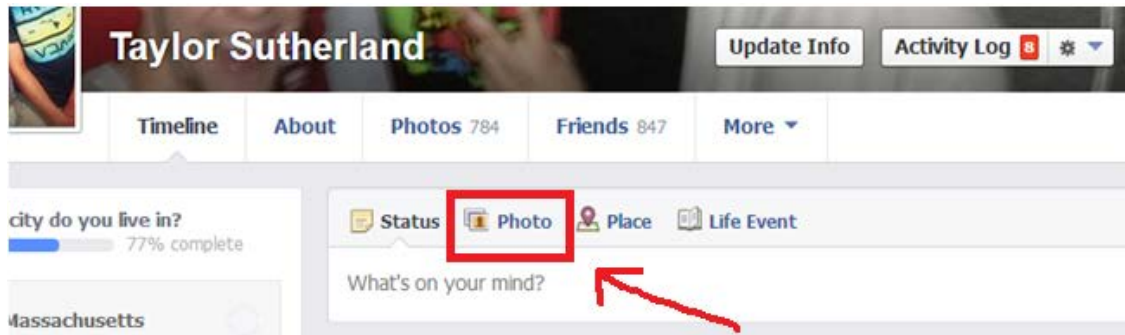 Taylor Sutherland
Update Info
Activity Log 8
Timeline About Photos 784 Friends 847 More
city do you live in?
77% complete
Massachusetts
Status Photo Place Life Event
What's on your mind?